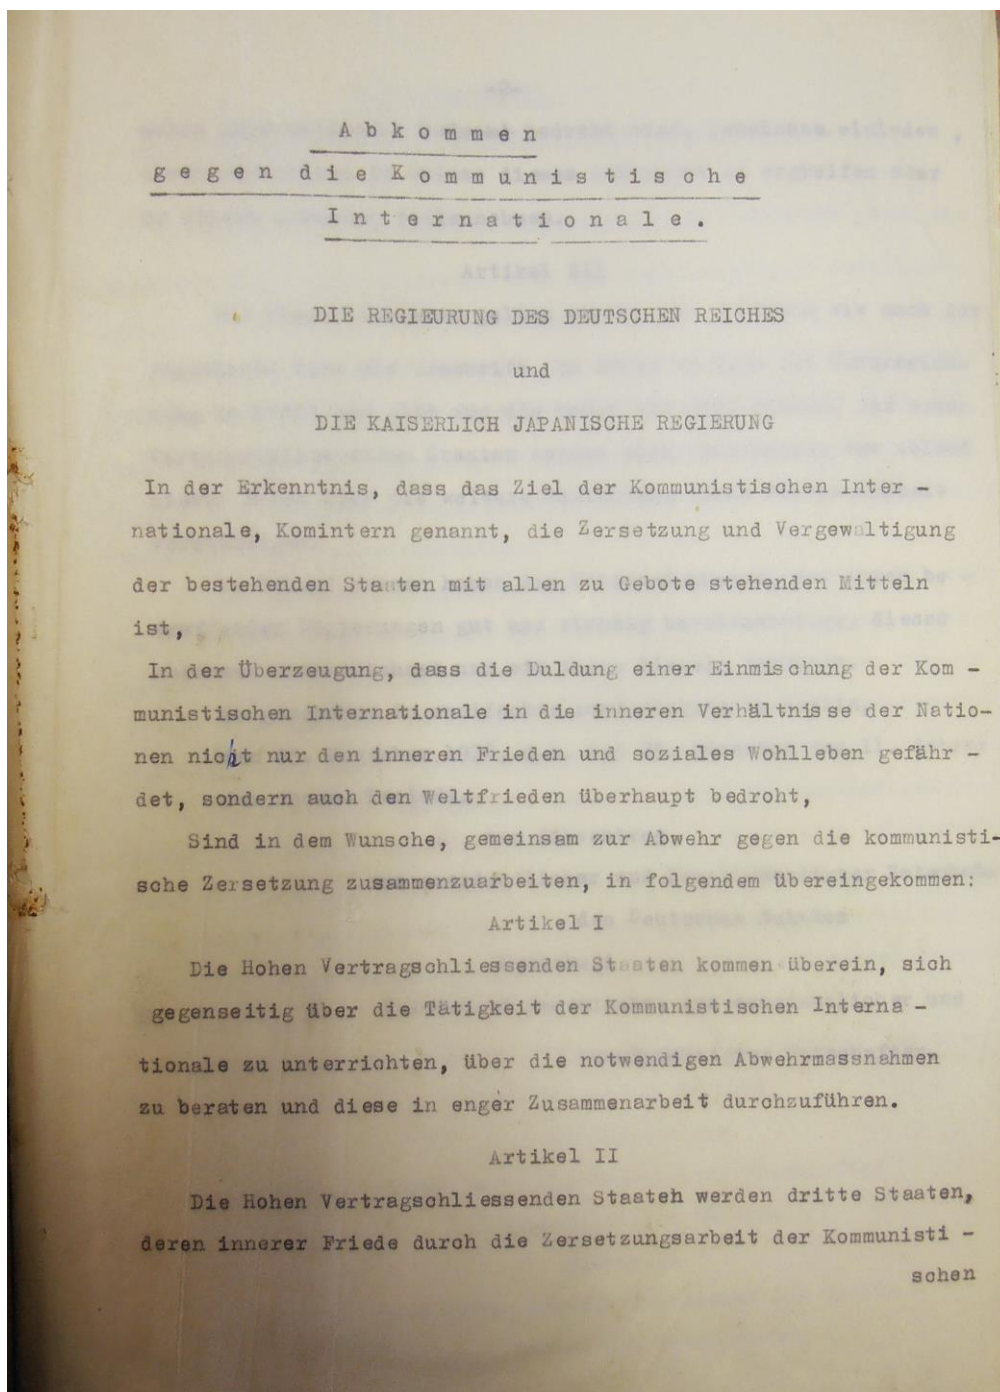 Abkommen
gegen die Kommunistische
Internationale.
DIE REGIEURUNG DES DEUTSCHEN REICHES
und
DIE KAISERLICH JAPANISCHE REGIERUNG
In der Erkenntnis, dass das Ziel der Kommunistischen Inter -
nationale, Komintern genannt, die Zersetzung und Vergewaltigung
der bestehenden Staaten mit allen zu Gebote stehenden Mitteln
ist,
In der Überzeugung, dass die Duldung einer Einmischung der Kom -
munistischen Internationale in die inneren Verhältnisse der Natio-
nen nicht nur den inneren Frieden und soziales Wohlleben gefähr -
det, sondern auch den Weltfrieden überhaupt bedroht,
Sind in dem Wunsche, gemeinsam zur Abwehr gegen die kommunisti-
sche Zersetzung zusammenzuarbeiten, in folgendem übereingekommen:
Artikel I
Die Hohen Vertragschliessenden Staaten kommen überein, sich
gegenseitig über die Tätigkeit der Kommunistischen Interna -
tionale zu unterrichten, über die notwendigen Abwehrmassnahmen
zu beraten und diese in enger Zusammenarbeit durchzuführen.
Artikel II
Die Hohen Vertragschliessenden Staateh werden dritte Staaten,
deren innerer Friede durch die Zersetzungsarbeit der Kommunisti -
schen